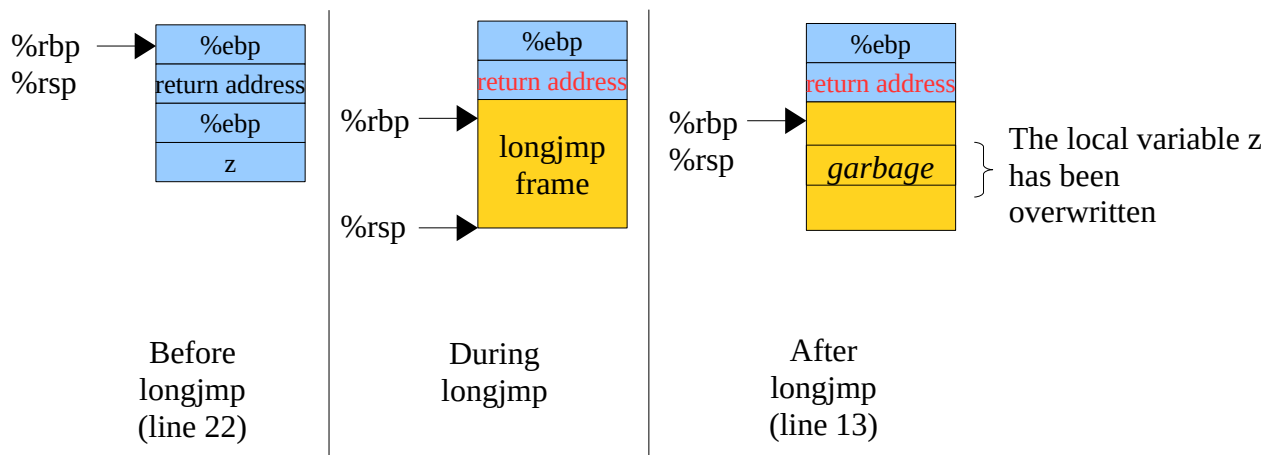 %rbp
%rsp
%ebp
return address
%ebp
z
Before
longjmp
(line 22)
%ebp
return address
%rbp
longjmp
frame
%rsp
During
longjmp
%ebp
return address
%rbp
%rsp
garbage
The local variable z
has been
overwritten
After
longjmp
(line 13)